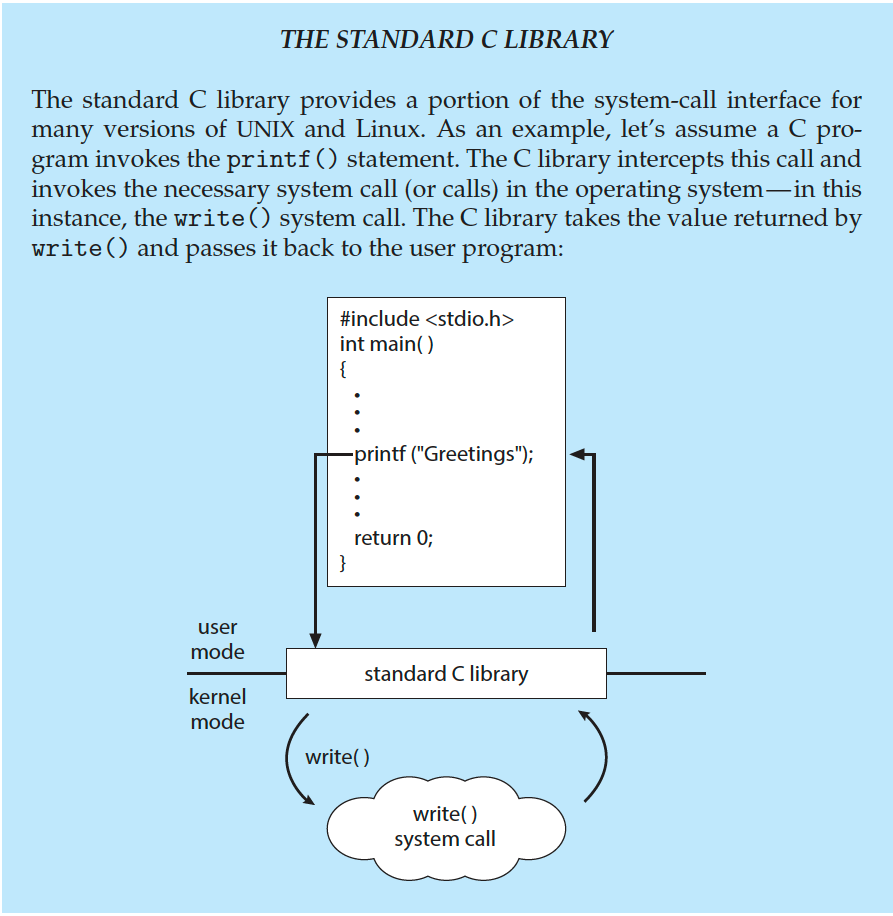 THE STANDARD C LIBRARY
The standard C library provides a portion of the system-call interface for
many versions of UNIX and Linux. As an example, let's assume a C pro-
gram invokes the printf() statement. The C library intercepts this call and
invokes the necessary system call (or calls) in the operating system—in this
instance, the write() system call. The C library takes the value returned by
write() and passes it back to the user program:
#include <stdio.h>
int main( )
{
•
•
•
printf ("Greetings");
•
•
•
return 0;
}
user
mode
standard C library
kernel
mode
write( )
write( )
system call